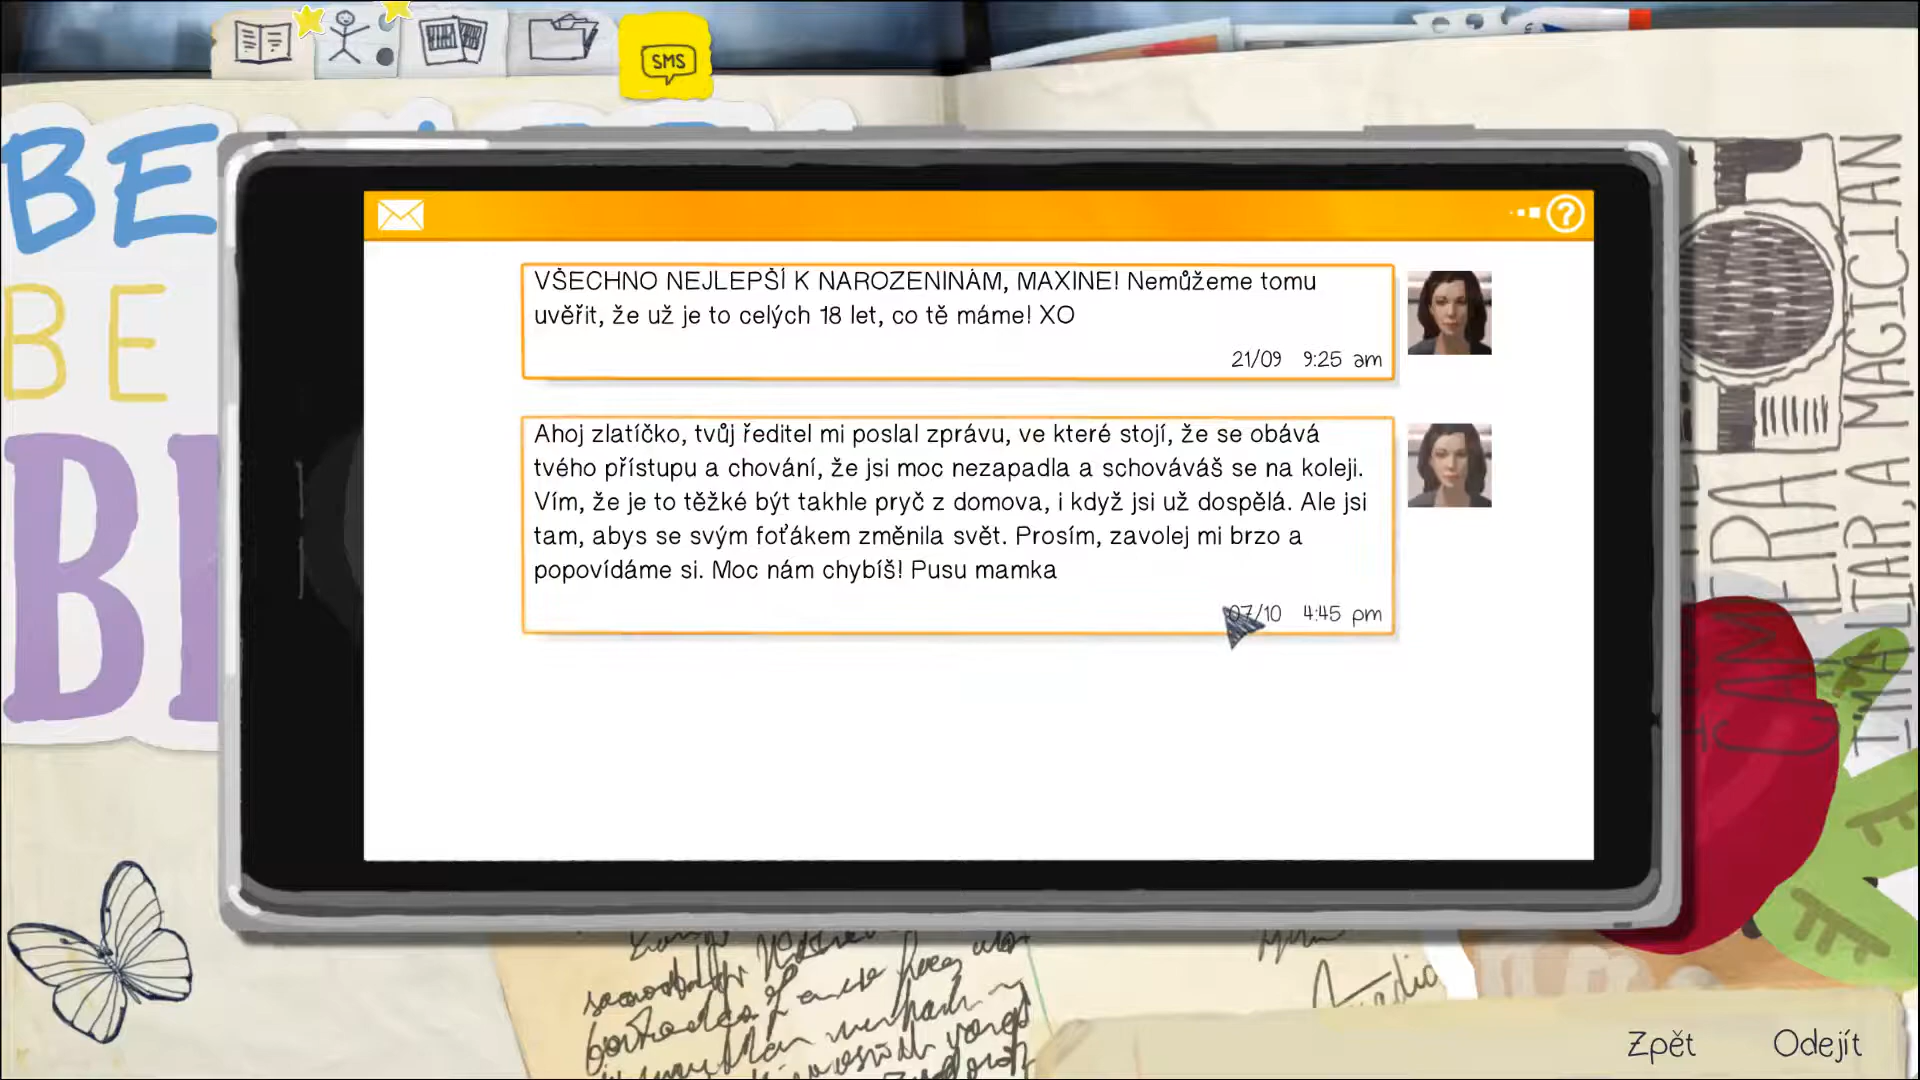 SMS
BE
BE
VŠECHNO NEJLEPŠÍ K NAROZENINÁM, MAXINE! Nemůžeme tomu
uvěřit, že už je to celých 18 let, co tě máme! XO
21/09 9:25 am
Ahoj zlatíčko, tvůj ředitel mi poslal zprávu, ve které stojí, že se obává
tvého přístupu a chování, že jsi moc nezapadla a schováváš se na koleji.
Vím, že je to těžké být takhle pryč z domova, i když jsi už dospělá. Ale jsi
tam, abys se svým foťákem změnila svět. Prosím, zavolej mi brzo a
popovídáme si. Moc nám chybíš! Pusu mamka
07/10 4:45 pm
CAMERA
LIAR, A MAGICIAN
Zpět Odejít